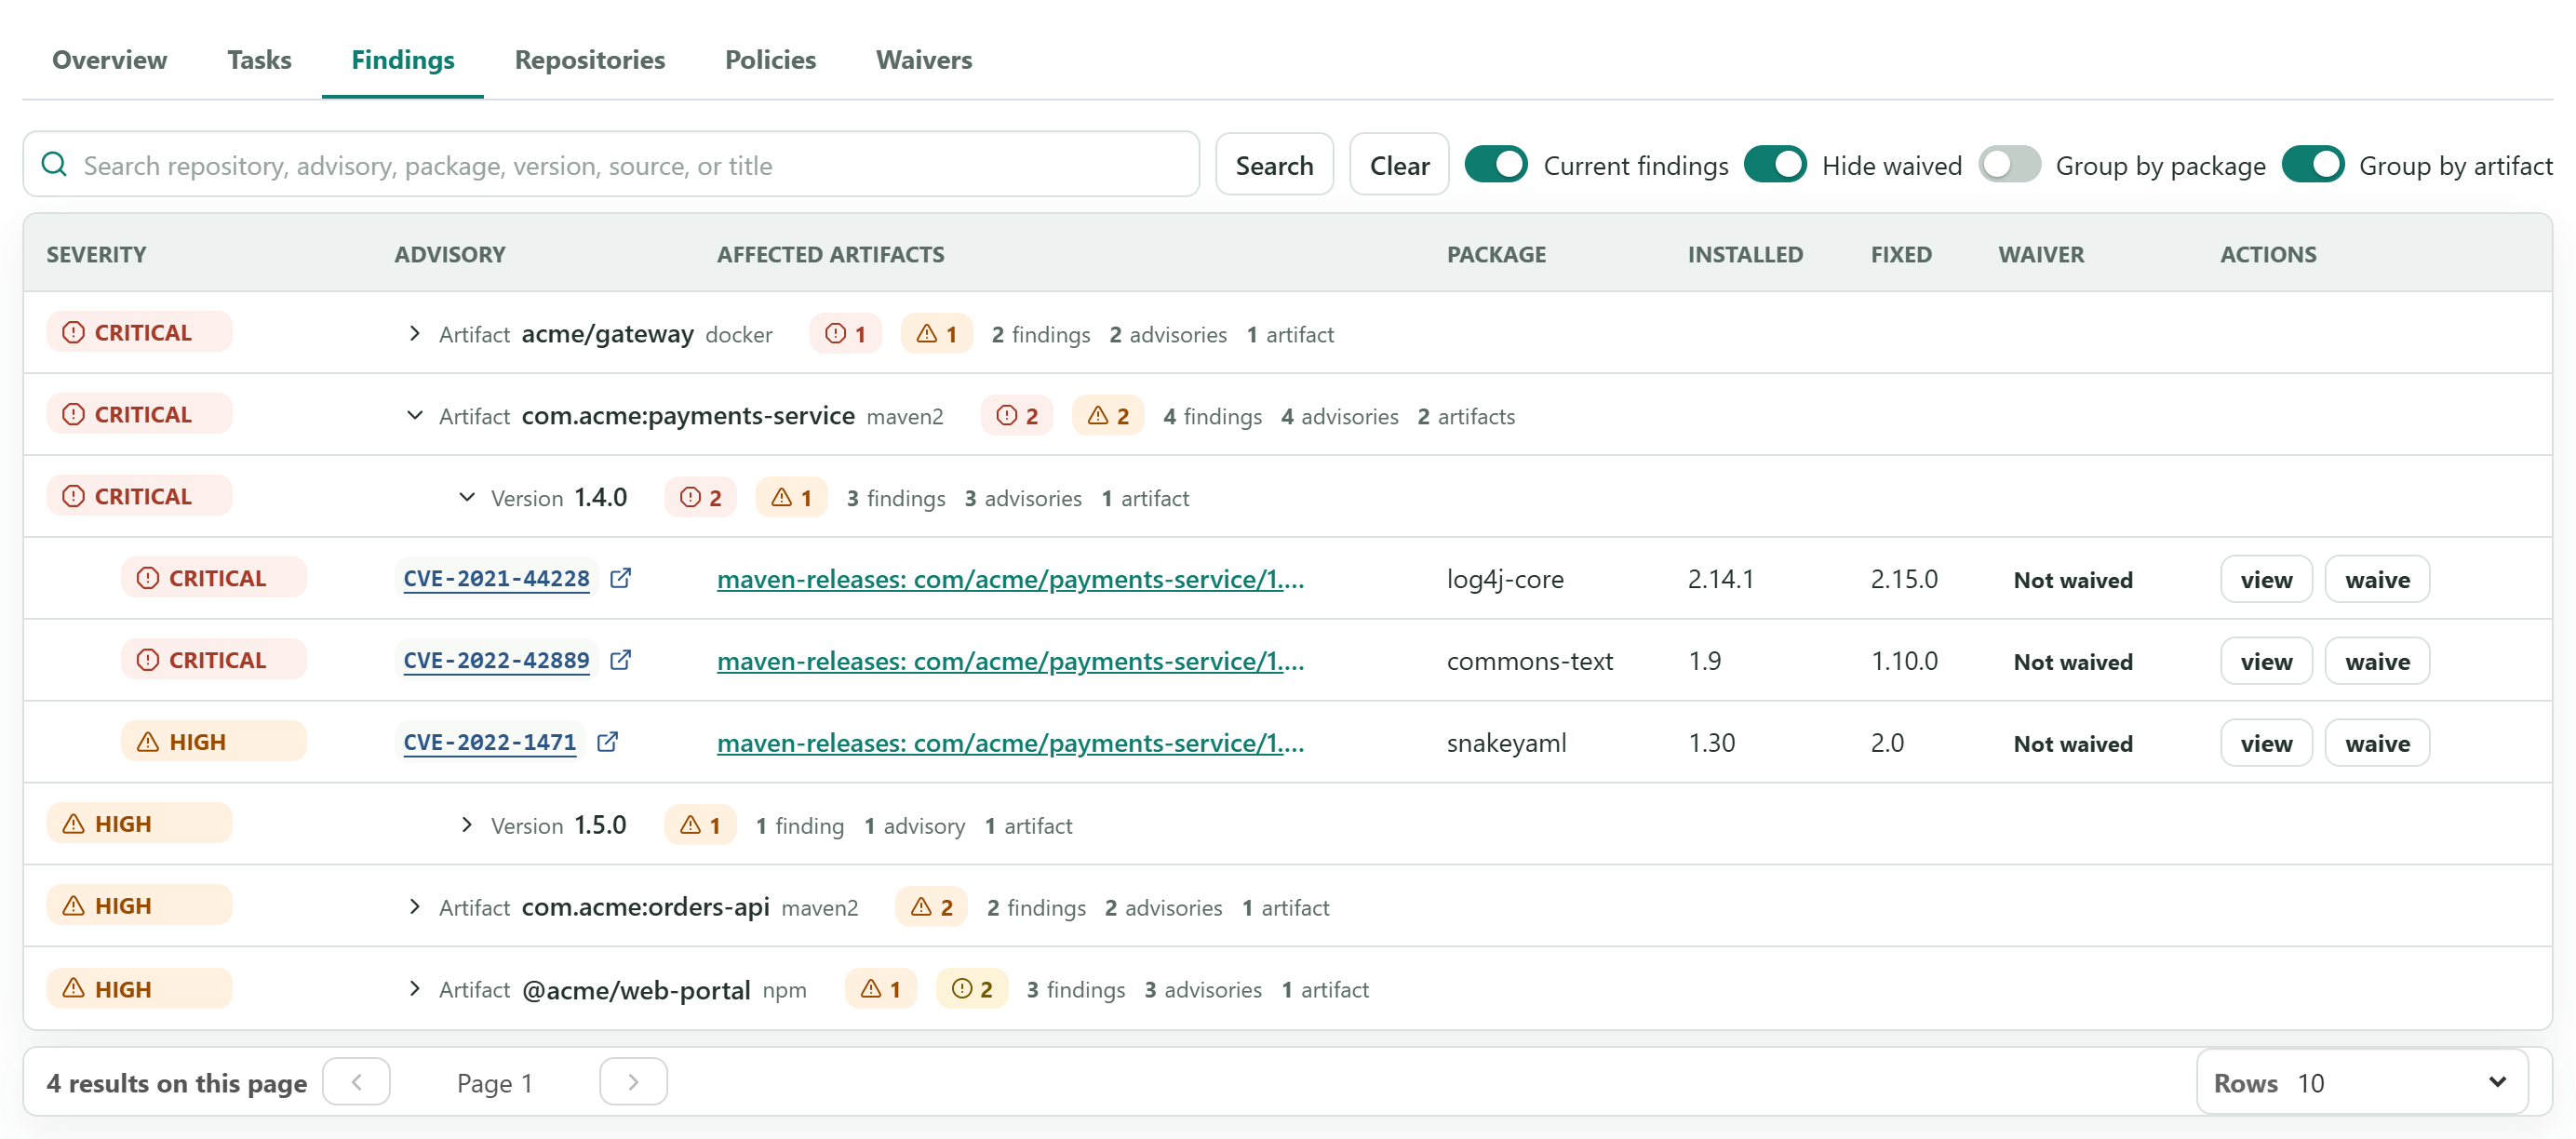 Overview Tasks Findings Repositories Policies Waivers
Search repository, advisory, package, version, source, or title Search Clear Current findings Hide waived Group by package Group by artifact
SEVERITY ADVISORY AFFECTED ARTIFACTS PACKAGE INSTALLED FIXED WAIVER ACTIONS
CRITICAL Artifact acme/gateway docker 1 1 2 findings 2 advisories 1 artifact
CRITICAL Artifact com.acme:payments-service maven2 2 2 4 findings 4 advisories 2 artifacts
CRITICAL Version 1.4.0 2 1 3 findings 3 advisories 1 artifact
CRITICAL CVE-2021-44228 maven-releases: com/acme/payments-service/1.... log4j-core 2.14.1 2.15.0 Not waived view waive
CRITICAL CVE-2022-42889 maven-releases: com/acme/payments-service/1.... commons-text 1.9 1.10.0 Not waived view waive
HIGH CVE-2022-1471 maven-releases: com/acme/payments-service/1.... snakeyaml 1.30 2.0 Not waived view waive
HIGH Version 1.5.0 1 1 finding 1 advisory 1 artifact
HIGH Artifact com.acme:orders-api maven2 2 2 findings 2 advisories 1 artifact
HIGH Artifact @acme/web-portal npm 1 2 3 findings 3 advisories 1 artifact
4 results on this page Page 1 Rows 10